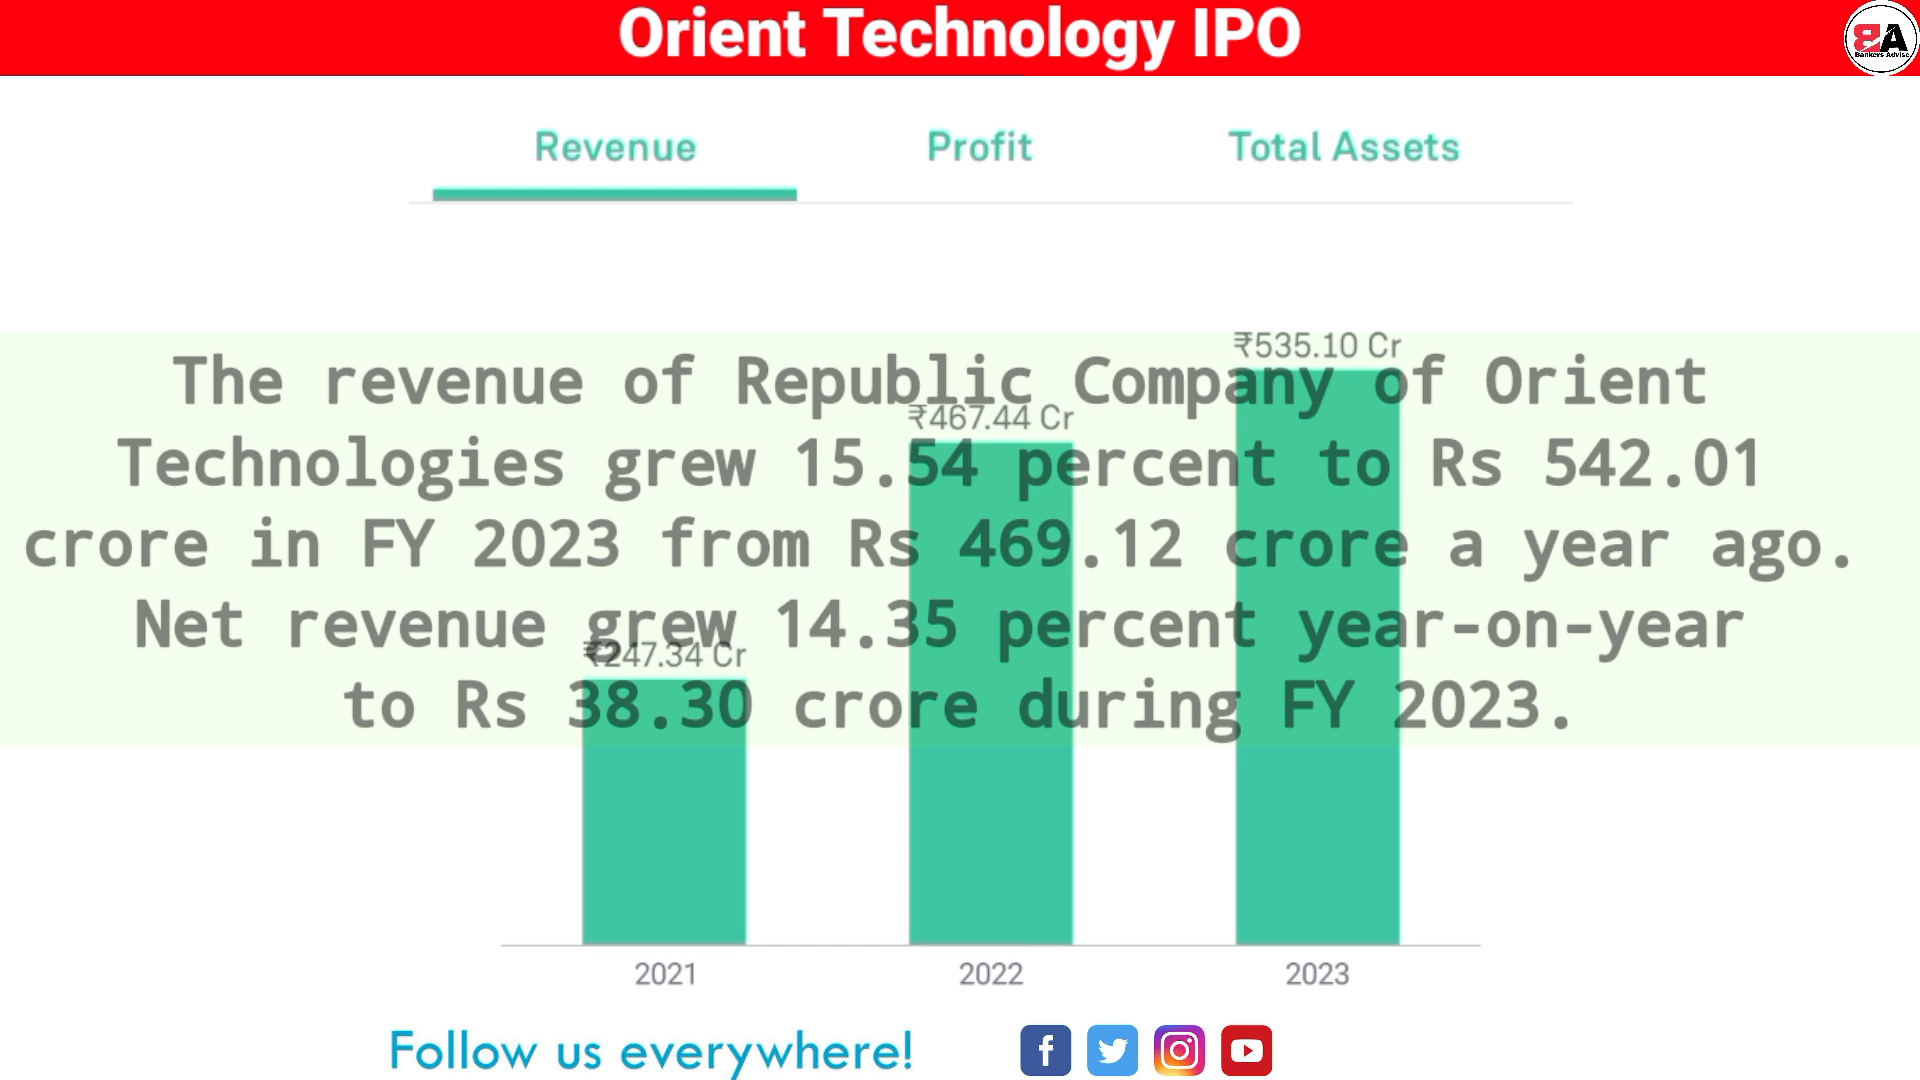 Orient Technology IPO
BA
Bankers Advise
Revenue Profit Total Assets
The revenue of Republic Company of Orient
Technologies grew 15.54 percent to Rs 542.01
crore in FY 2023 from Rs 469.12 crore a year ago.
Net revenue grew 14.35 percent year-on-year
to Rs 38.30 crore during FY 2023.
₹535.10 Cr
₹467.44 Cr
₹247.34 Cr
2021 2022 2023
Follow us everywhere!